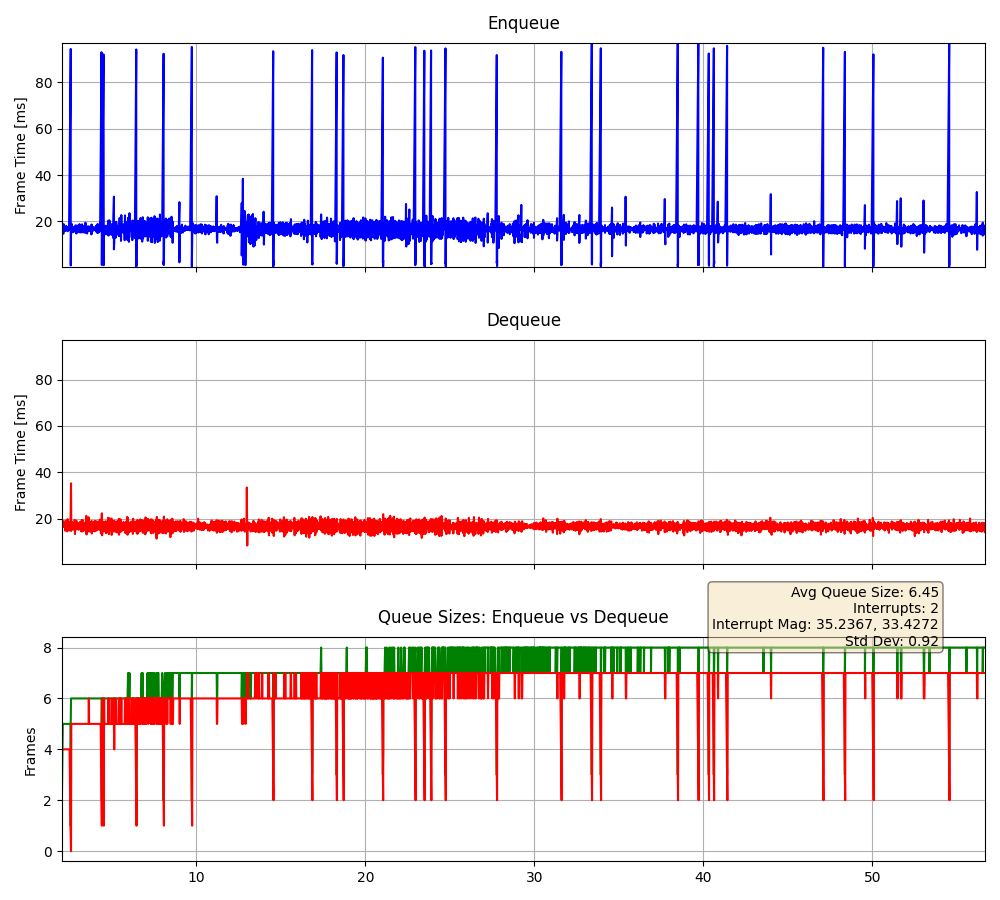 Enqueue
Frame Time [ms]
80
60
40
20
Dequeue
Frame Time [ms]
80
60
40
20
Avg Queue Size: 6.45
Interrupts: 2
Interrupt Mag: 35.2367, 33.4272
Std Dev: 0.92
Queue Sizes: Enqueue vs Dequeue
Frames
8
6
4
2
0
10 20 30 40 50